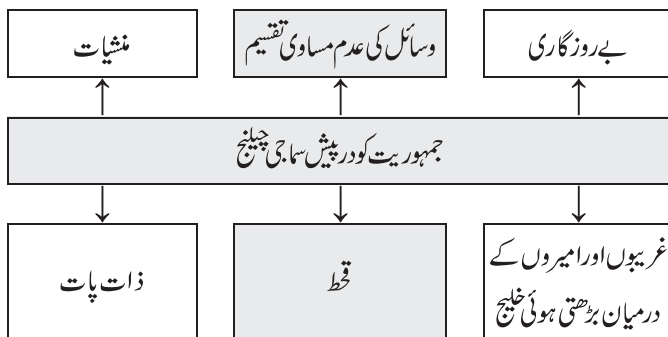 بے روزگاری
وسائل کی عدم مساوی تقسیم
منشیات
جمہوریت کو درپیش سماجی چیلنج
غریبوں اور امیروں کے
درمیان بڑھتی ہوئی خلیج
قحط
ذات پات